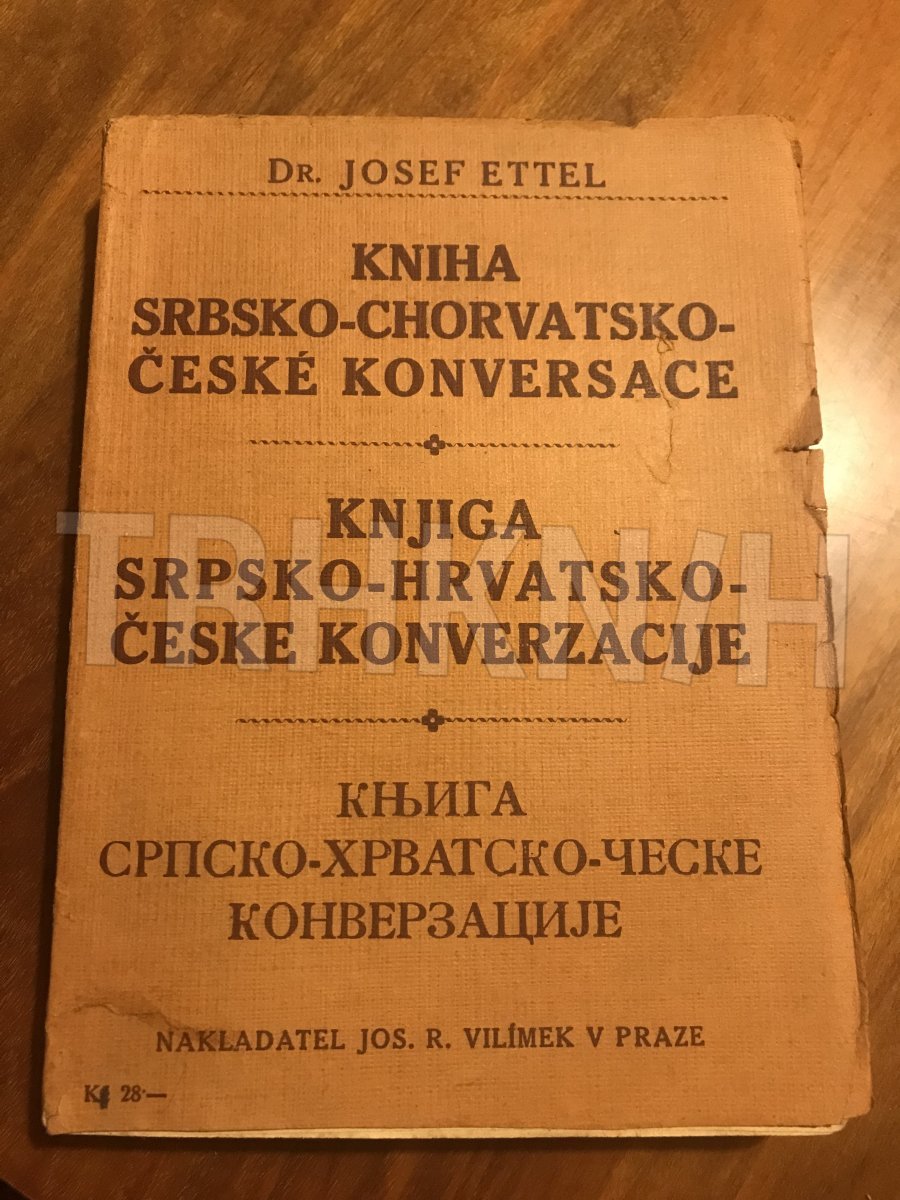 DR. JOSEF ETTEL
KNIHA
SRBSKO-CHORVATSKO-
ČESKÉ KONVERSACE
KNJIGA
SRPSKO-HRVATSKO-
ČESKE KONVERZACIJE
TRHKNIH
КЊИГА
СРПСКО-ХРВАТСКО-ЧЕСКЕ
КОНВЕРЗАЦИЈЕ
NAKLADATEL JOS. R. VILÍMEK V PRAZE
28·—